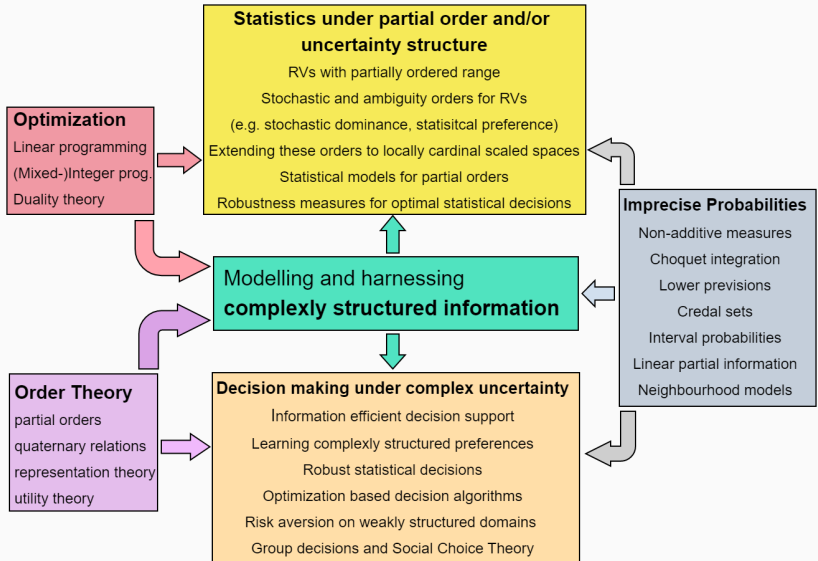 Statistics under partial order and/or
uncertainty structure
RVs with partially ordered range
Stochastic and ambiguity orders for RVs
(e.g. stochastic dominance, statisitcal preference)
Extending these orders to locally cardinal scaled spaces
Statistical models for partial orders
Robustness measures for optimal statistical decisions
Optimization
Linear programming
(Mixed-)Integer prog.
Duality theory
Imprecise Probabilities
Non-additive measures
Choquet integration
Lower previsions
Credal sets
Interval probabilities
Linear partial information
Neighbourhood models
Modelling and harnessing
complexly structured information
Order Theory
partial orders
quaternary relations
representation theory
utility theory
Decision making under complex uncertainty
Information efficient decision support
Learning complexly structured preferences
Robust statistical decisions
Optimization based decision algorithms
Risk aversion on weakly structured domains
Group decisions and Social Choice Theory